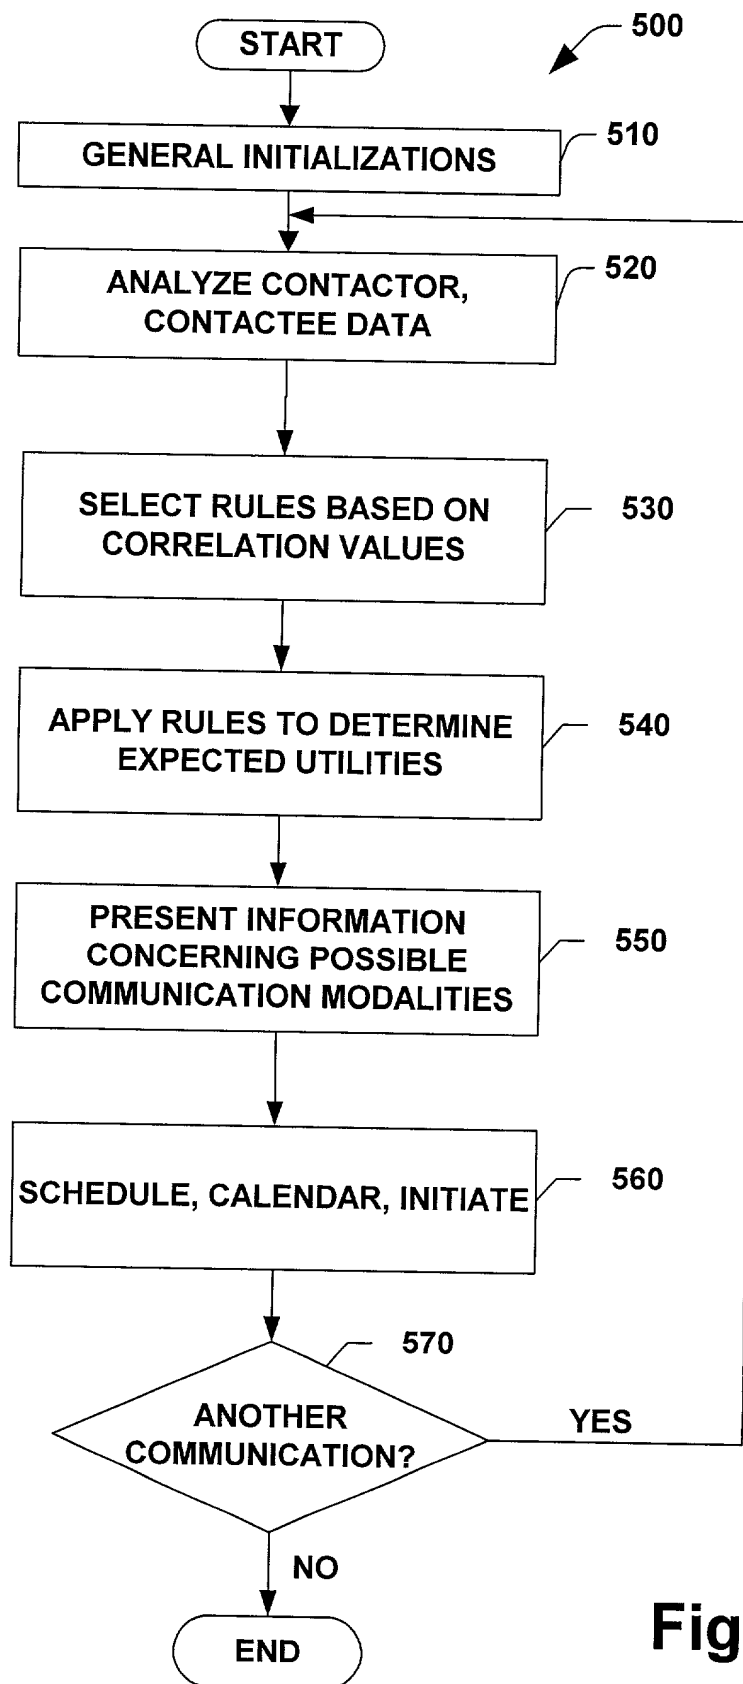 START
500
GENERAL INITIALIZATIONS
510
ANALYZE CONTACTOR,
CONTACTEE DATA
520
SELECT RULES BASED ON
CORRELATION VALUES
530
APPLY RULES TO DETERMINE
EXPECTED UTILITIES
540
PRESENT INFORMATION
CONCERNING POSSIBLE
COMMUNICATION MODALITIES
550
SCHEDULE, CALENDAR, INITIATE
560
570
ANOTHER
COMMUNICATION?
YES
NO
END
Fig